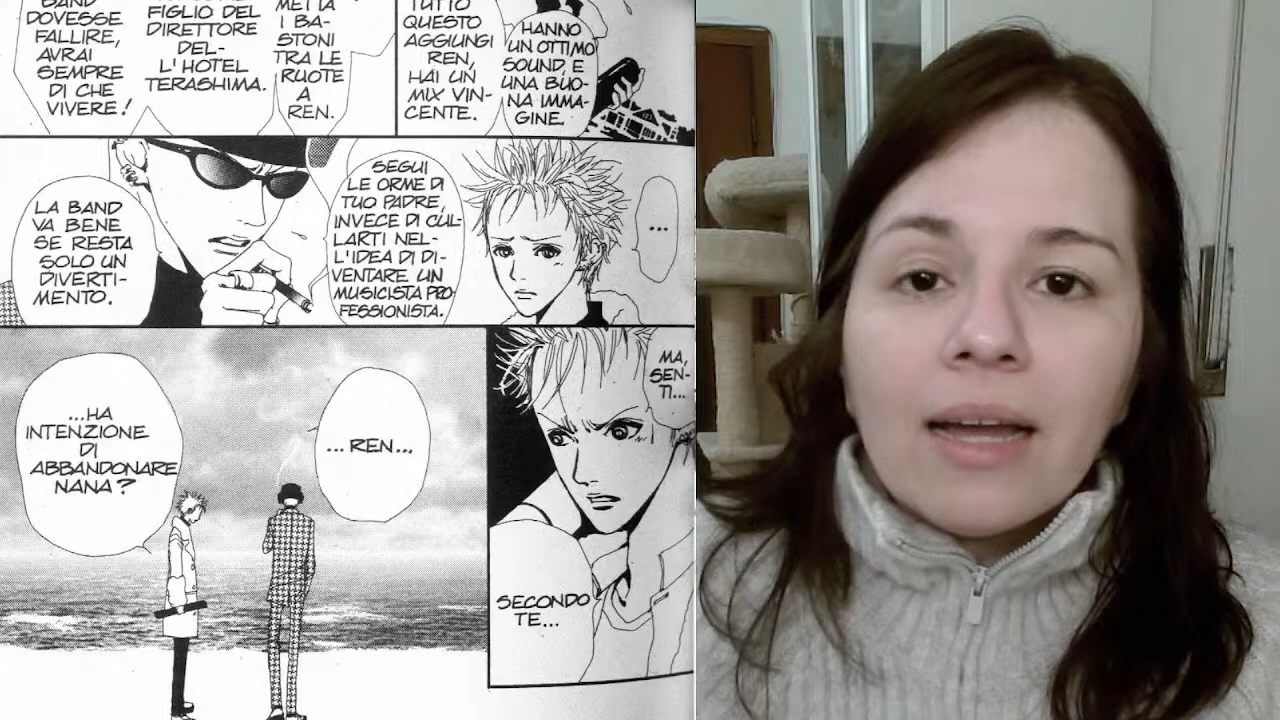 BAND
DOVESSE
FALLIRE,
AVRAI
SEMPRE
DI CHE
VIVERE!
FIGLIO DEL
DIRETTORE
DEL-
L'HOTEL
TERASHIMA.
METTA
I BA-
STONI
TRA LE
RUOTE
A
REN.
TUTTO
QUESTO
AGGIUNGI
REN,
HAI UN
MIX VIN-
CENTE.
HANNO
UN OTTIMO
SOUND, E
UNA BUO-
NA IMMA-
GINE.
LA BAND
VA BENE
SE RESTA
SOLO UN
DIVERTI-
MENTO.
SEGUI
LE ORME DI
TUO PADRE,
INVECE DI CUL-
LARTI NEL-
L'IDEA DI DI-
VENTARE UN
MUSICISTA PRO-
FESSIONISTA.
...
...HA
INTENZIONE
DI
ABBANDONARE
NANA?
...REN...
MA,
SEN-
TI...
SECONDO
TE...